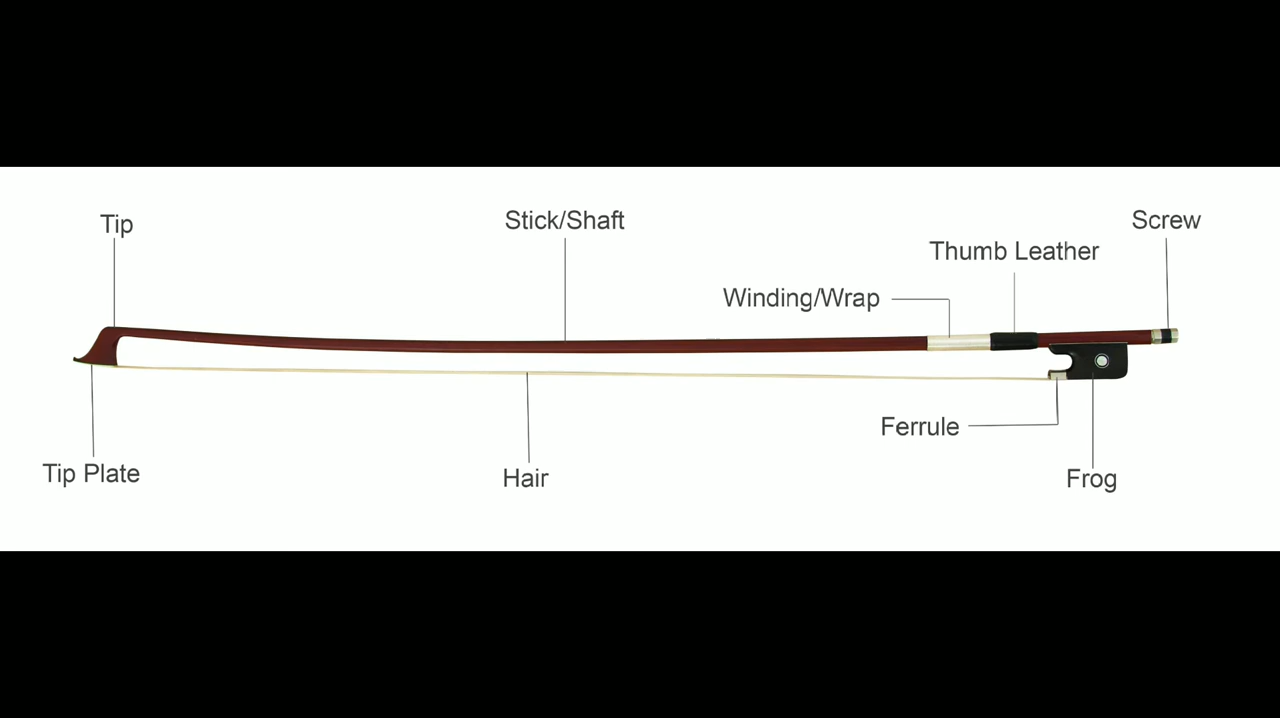 Tip
Stick/Shaft
Screw
Thumb Leather
Winding/Wrap
Ferrule
Tip Plate
Hair
Frog